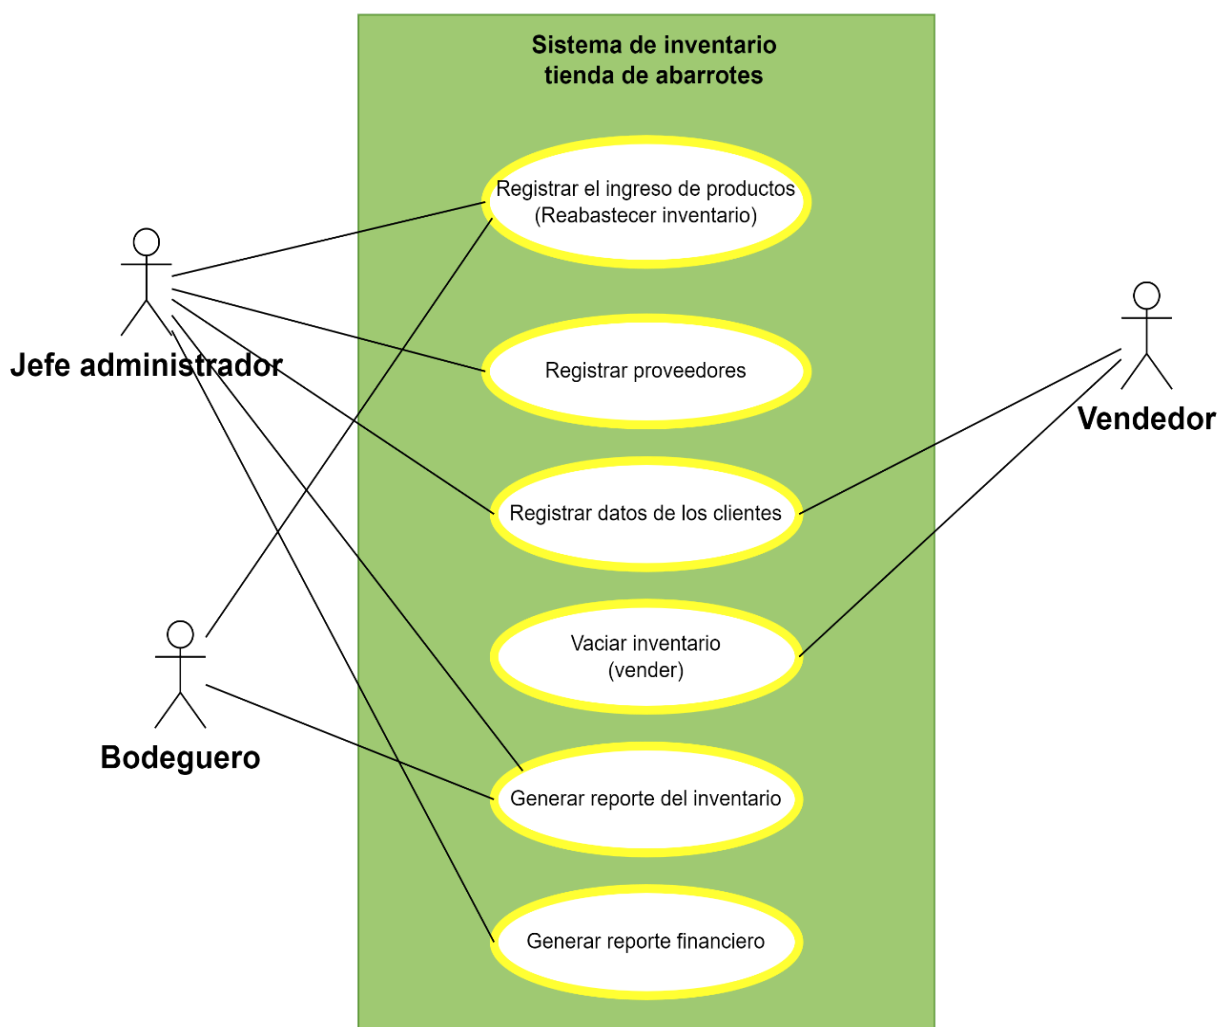 Sistema de inventario
tienda de abarrotes
Registrar el ingreso de productos
(Reabastecer inventario)
Jefe administrador
Registrar proveedores
Vendedor
Registrar datos de los clientes
Vaciar inventario
(vender)
Bodeguero
Generar reporte del inventario
Generar reporte financiero